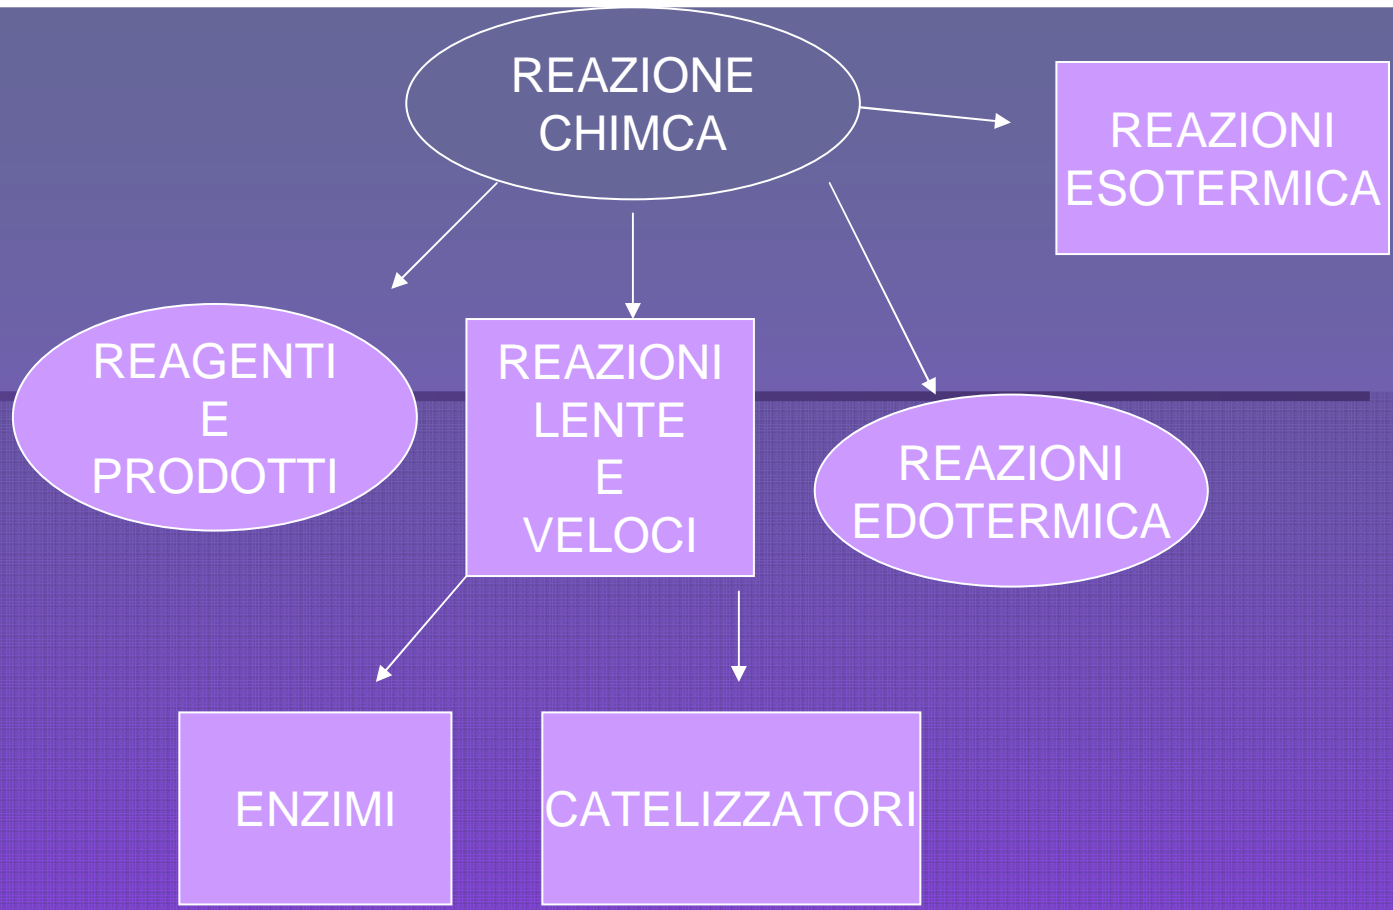 REAZIONE
CHIMCA
REAZIONI
ESOTERMICA
REAGENTI
E
PRODOTTI
REAZIONI
LENTE
E
VELOCI
REAZIONI
EDOTERMICA
ENZIMI
CATELIZZATORI